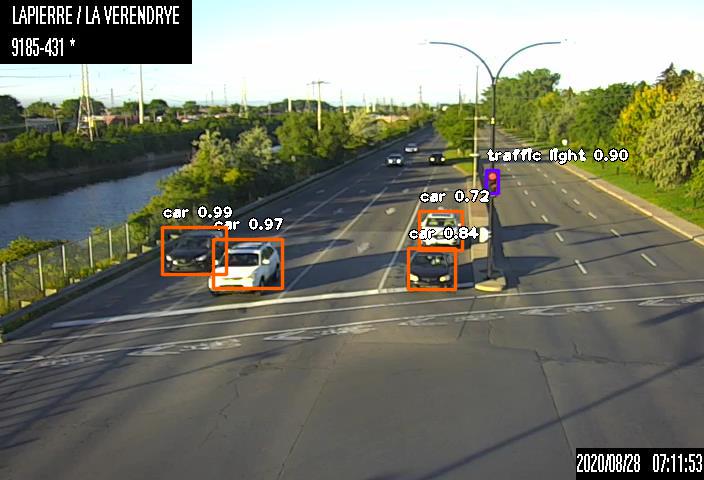 LAPIERRE / LA VERENDRYE
9185-431 *
traffic light 0.90
car 0.72
car 0.99
car 0.97
car 0.84
2020/08/28 07:11:53